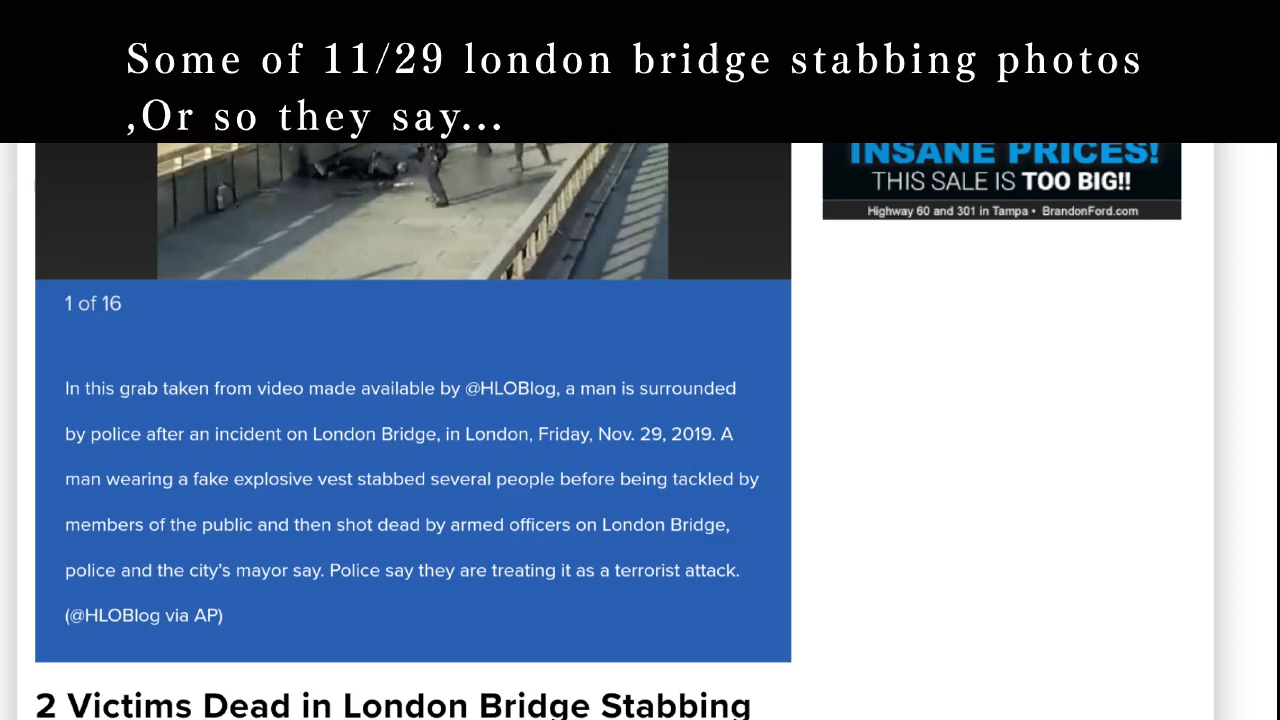 Some of 11/29 london bridge stabbing photos
,Or so they say...
INSANE PRICES!
THIS SALE IS TOO BIG!!
Highway 60 and 301 in Tampa • BrandonFord.com
1 of 16
In this grab taken from video made available by @HLOBlog, a man is surrounded
by police after an incident on London Bridge, in London, Friday, Nov. 29, 2019. A
man wearing a fake explosive vest stabbed several people before being tackled by
members of the public and then shot dead by armed officers on London Bridge,
police and the city's mayor say. Police say they are treating it as a terrorist attack.
(@HLOBlog via AP)
2 Victims Dead in London Bridge Stabbing